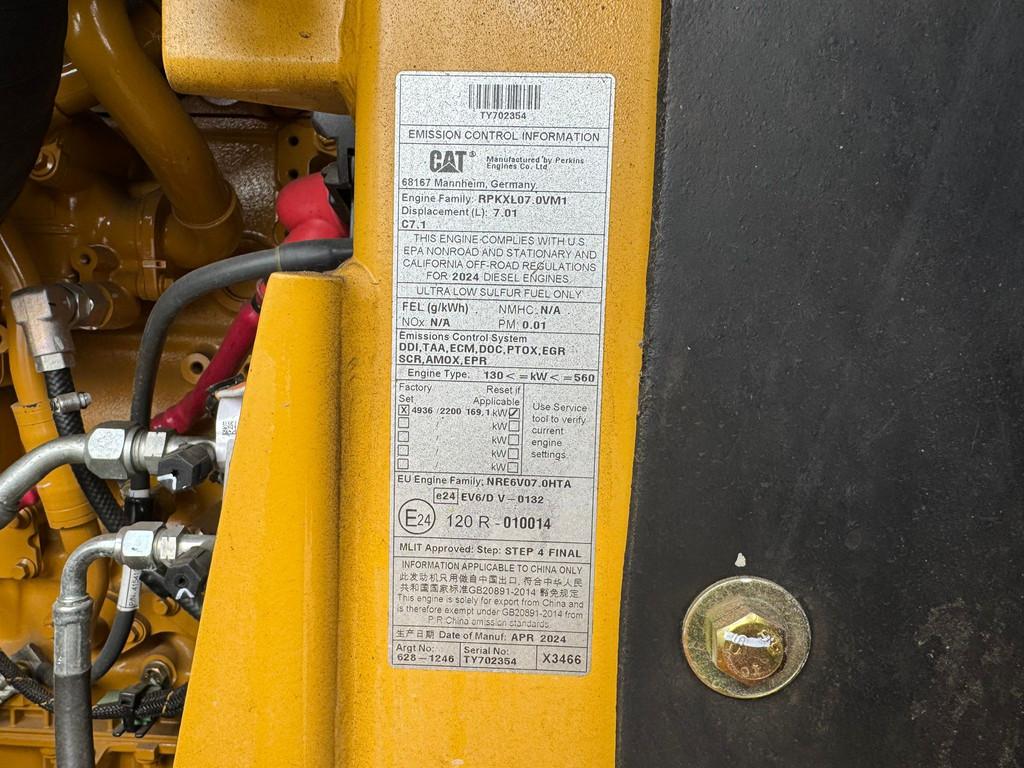 TY702354
EMISSION CONTROL INFORMATION
CAT® Manufactured by Perkins
Engines Co. Ltd
68167 Mannheim, Germany,
Engine Family: RPKXL07.0VM1
Displacement (L): 7.01
C7.1
THIS ENGINE COMPLIES WITH U.S.
EPA NONROAD AND STATIONARY AND
CALIFORNIA OFF-ROAD REGULATIONS
FOR 2024 DIESEL ENGINES.
ULTRA LOW SULFUR FUEL ONLY
FEL (g/kWh) NMHC: N/A
NOx: N/A PM: 0.01
Emissions Control System
DDI,TAA,ECM,DOC,PTOX,EGR
SCR,AMOX,EPR
Engine Type: 130<=kW<=560
Factory Set Reset if Applicable
X 4936 /2200 169.1 kW ✓
kW
kW
kW
kW
Use Service
tool to verify
current
engine
settings.
EU Engine Family: NRE6V07.0HTA
e24 EV6/D V-0132
E24 120 R - 010014
MLIT Approved: Step: STEP 4 FINAL
INFORMATION APPLICABLE TO CHINA ONLY
此发动机只用做自中国出口, 符合中华人民
共和国国家标准GB20891-2014 豁免规定.
This engine is solely for export from China and
is therefore exempt under GB20891-2014 from
P.R.China emission standards.
生产日期 Date of Manuf: APR 2024
Argt No:
628-1246
Serial No:
TY702354
X3466